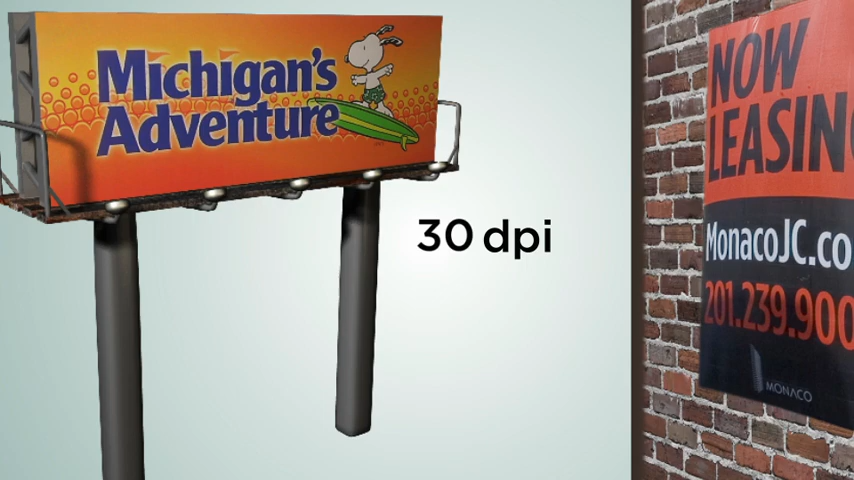 Michigan's
Adventure
30 dpi
NOW
LEASIN
MonacoJC.co
201.239.900
MONACO